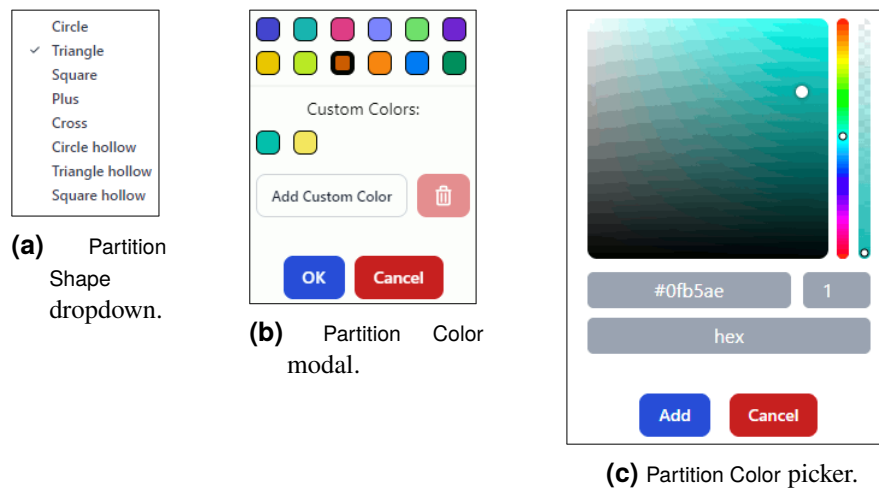 Circle
✓ Triangle
Square
Plus
Cross
Circle hollow
Triangle hollow
Square hollow
(a) Partition
Shape
dropdown.
Custom Colors:
Add Custom Color
OK Cancel
(b) Partition Color
modal.
#0fb5ae 1
hex
Add Cancel
(c) Partition Color picker.